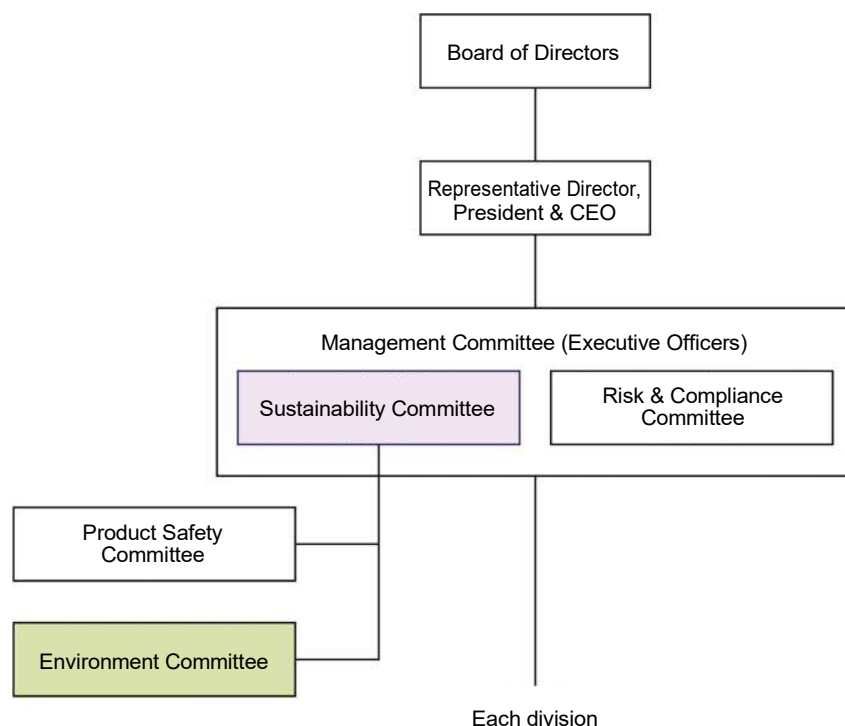 Board of Directors
Representative Director,
President & CEO
Management Committee (Executive Officers)
Sustainability Committee
Risk & Compliance
Committee
Product Safety
Committee
Environment Committee
Each division